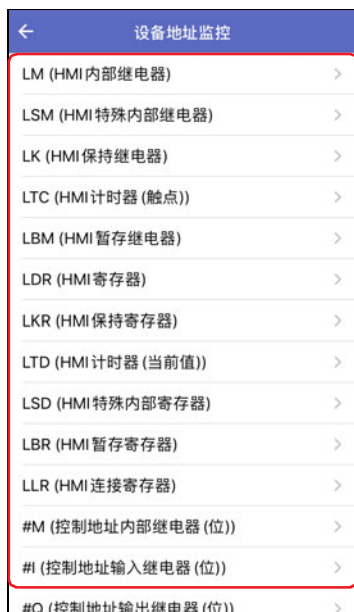 设备地址监控
LM (HMI内部继电器)
LSM (HMI特殊内部继电器)
LK (HMI保持继电器)
LTC (HMI计时器(触点))
LBM (HMI暂存继电器)
LDR (HMI寄存器)
LKR (HMI保持寄存器)
LTD (HMI计时器(当前值))
LSD (HMI特殊内部寄存器)
LBR (HMI暂存寄存器)
LLR (HMI连接寄存器)
#M (控制地址内部继电器(位))
#I (控制地址输入继电器(位))
#Q (控制地址输出继电器(位))